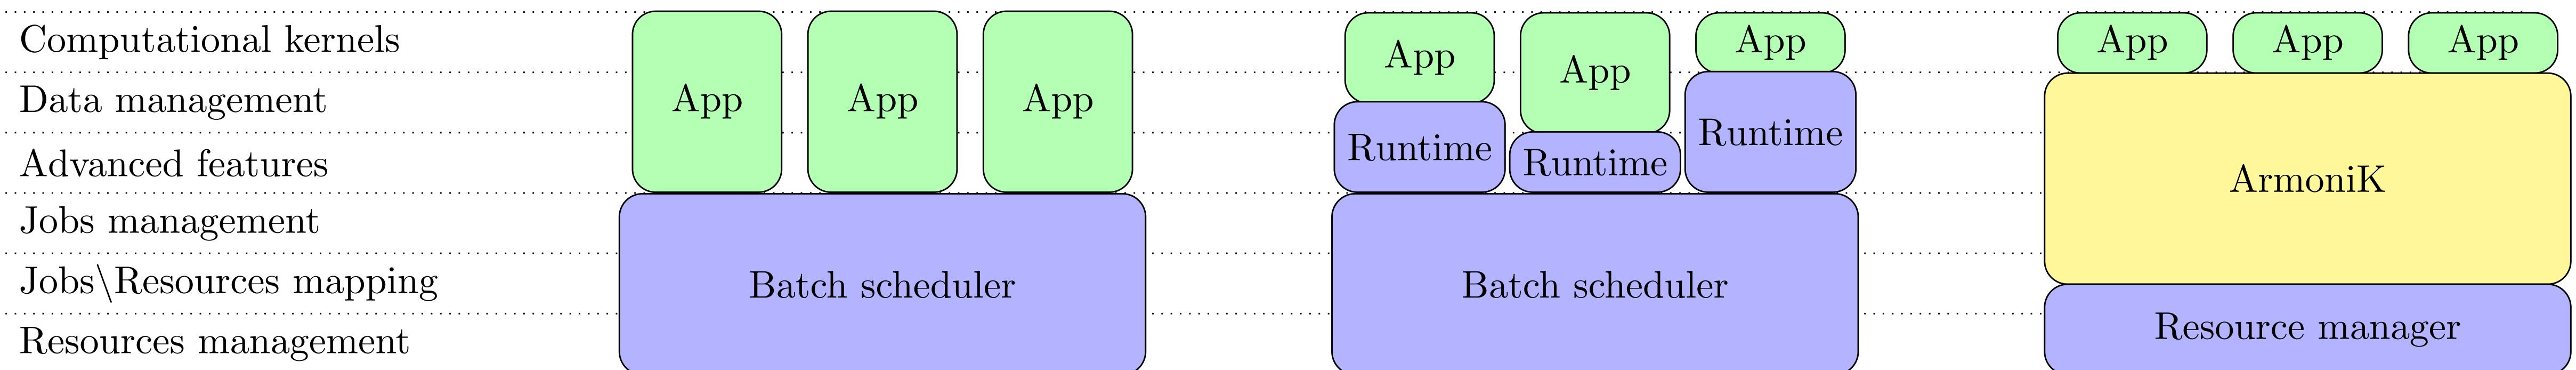 Computational kernels
Data management
Advanced features
Jobs management
Jobs\Resources mapping
Resources management
App App App
Batch scheduler
App App App
Runtime Runtime Runtime
Batch scheduler
App App App
ArmoniK
Resource manager